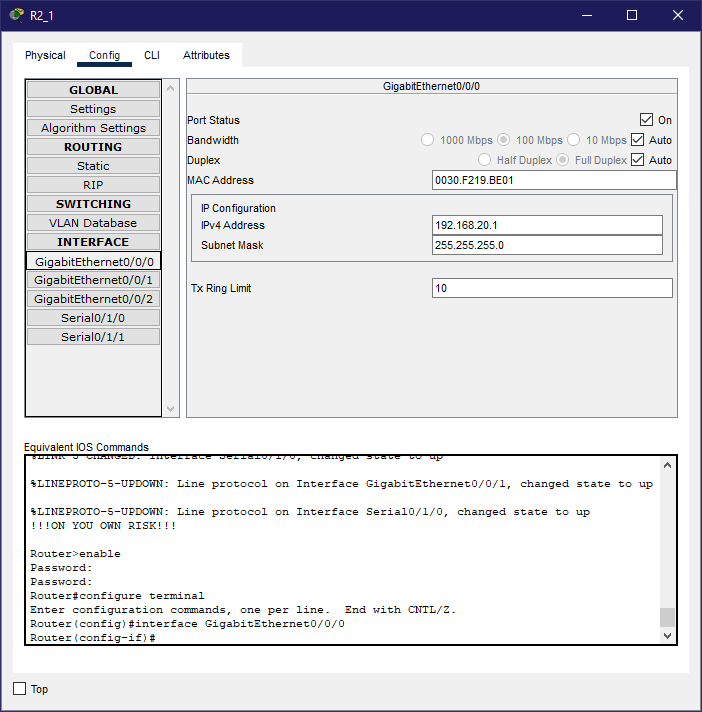 R2_1
Physical Config CLI Attributes
GLOBAL
Settings
Algorithm Settings
ROUTING
Static
RIP
SWITCHING
VLAN Database
INTERFACE
GigabitEthernet0/0/0
GigabitEthernet0/0/1
GigabitEthernet0/0/2
Serial0/1/0
Serial0/1/1
GigabitEthernet0/0/0
Port Status On
Bandwidth 1000 Mbps 100 Mbps 10 Mbps Auto
Duplex Half Duplex Full Duplex Auto
MAC Address 0030.F219.BE01
IP Configuration
IPv4 Address 192.168.20.1
Subnet Mask 255.255.255.0
Tx Ring Limit 10
Equivalent IOS Commands
%LINK-5-CHANGED: Interface Serial0/1/0, changed state to up
%LINEPROTO-5-UPDOWN: Line protocol on Interface GigabitEthernet0/0/1, changed state to up
%LINEPROTO-5-UPDOWN: Line protocol on Interface Serial0/1/0, changed state to up
!!!ON YOU OWN RISK!!!
Router>enable
Password:
Password:
Router#configure terminal
Enter configuration commands, one per line. End with CNTL/Z.
Router(config)#interface GigabitEthernet0/0/0
Router(config-if)#
Top